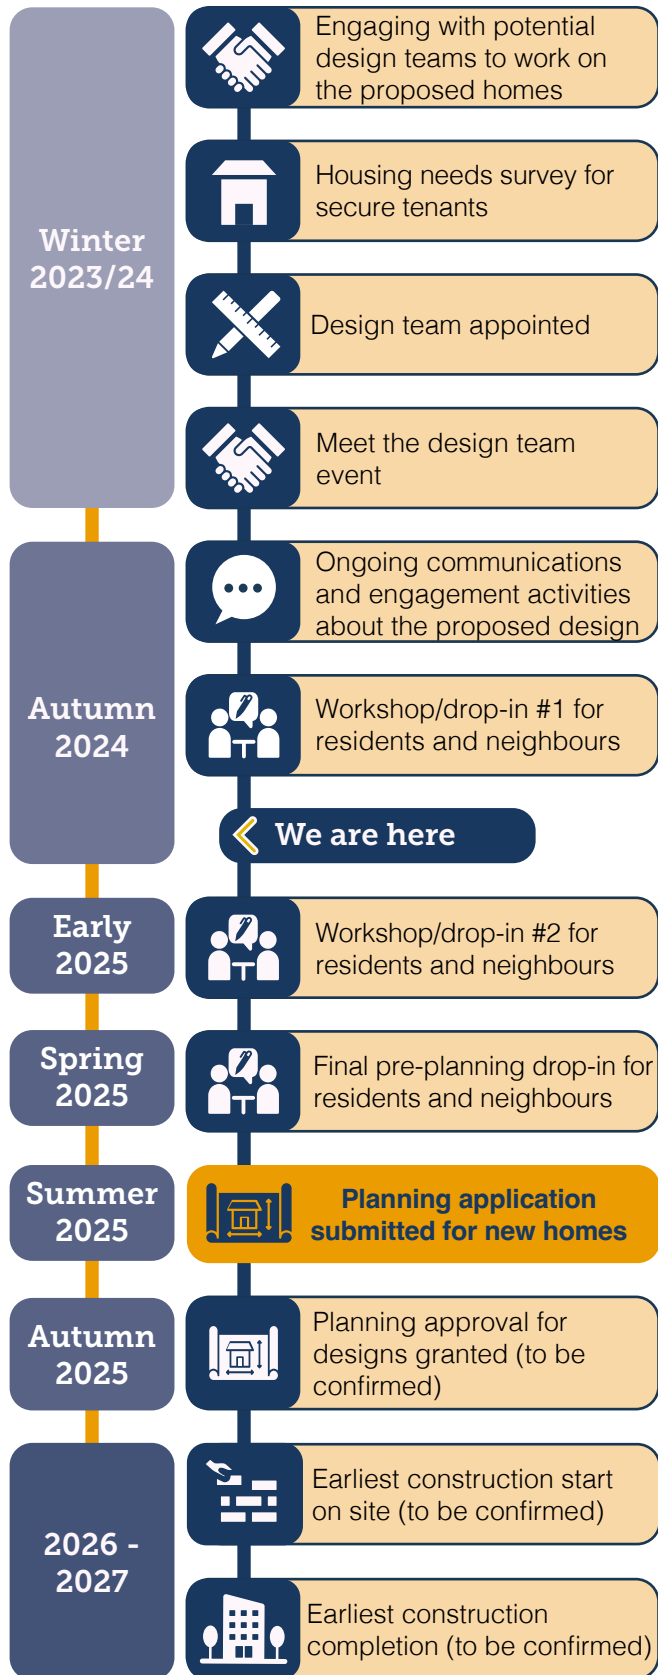 Winter
2023/24
Engaging with potential
design teams to work on
the proposed homes
Housing needs survey for
secure tenants
Design team appointed
Meet the design team
event
Autumn
2024
Ongoing communications
and engagement activities
about the proposed design
Workshop/drop-in #1 for
residents and neighbours
We are here
Early
2025
Workshop/drop-in #2 for
residents and neighbours
Spring
2025
Final pre-planning drop-in for
residents and neighbours
Summer
2025
Planning application
submitted for new homes
Autumn
2025
Planning approval for
designs granted (to be
confirmed)
2026 -
2027
Earliest construction start
on site (to be confirmed)
Earliest construction
completion (to be confirmed)